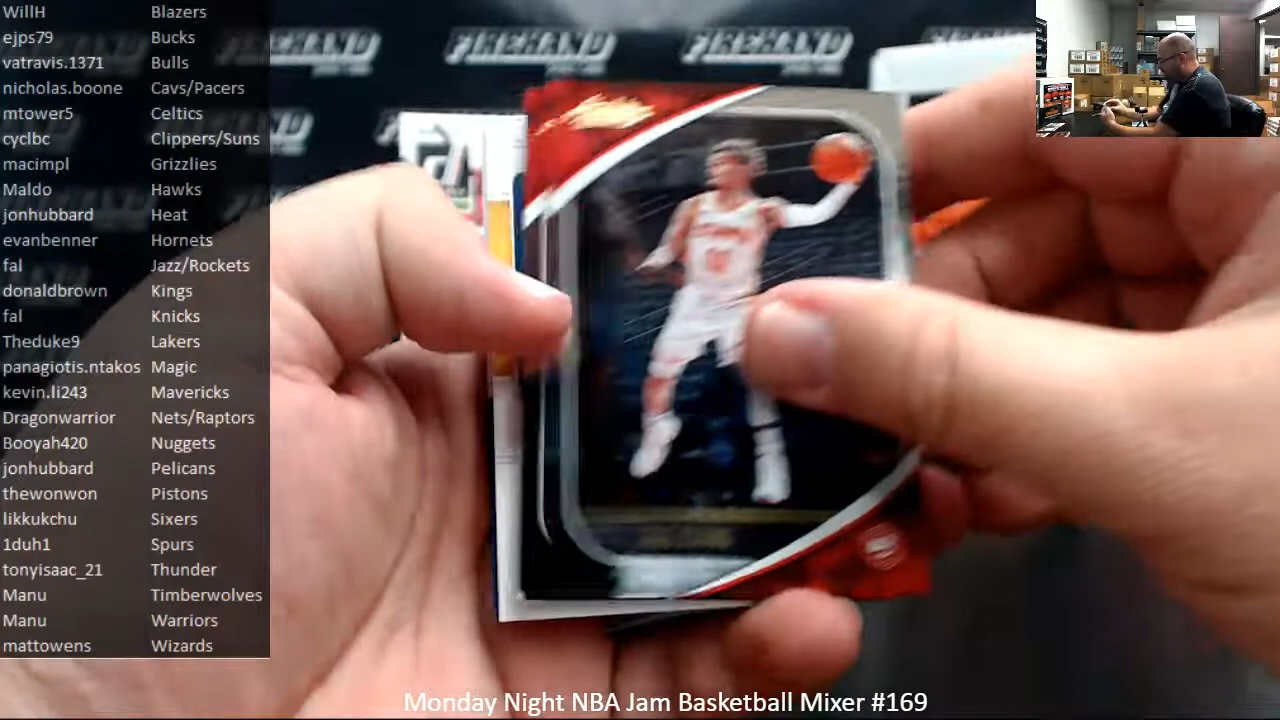 WillH Blazers
ejps79 Bucks
vatravis.1371 Bulls
nicholas.boone Cavs/Pacers
mtower5 Celtics
cyclbc Clippers/Suns
macimpl Grizzlies
Maldo Hawks
jonhubbard Heat
evanbenner Hornets
fal Jazz/Rockets
donaldbrown Kings
fal Knicks
Theduke9 Lakers
panagiotis.ntakos Magic
kevin.li243 Mavericks
Dragonwarrior Nets/Raptors
Booyah420 Nuggets
jonhubbard Pelicans
thewonwon Pistons
likkukchu Sixers
1duh1 Spurs
tonyisaac_21 Thunder
Manu Timberwolves
Manu Warriors
mattowens Wizards
FIREHAND FIREHAND FIREHAND
Monday Night NBA Jam Basketball Mixer #169